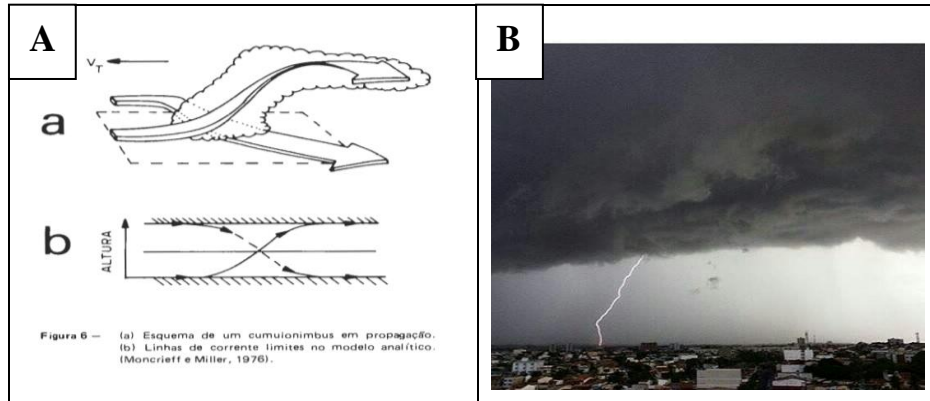 A
B
V_T
a
b
ALTURA
Figura 6 — (a) Esquema de um cumuionimbus em propagação.
(b) Linhas de corrente limites no modelo analítico.
(Moncrieff e Miller, 1976).